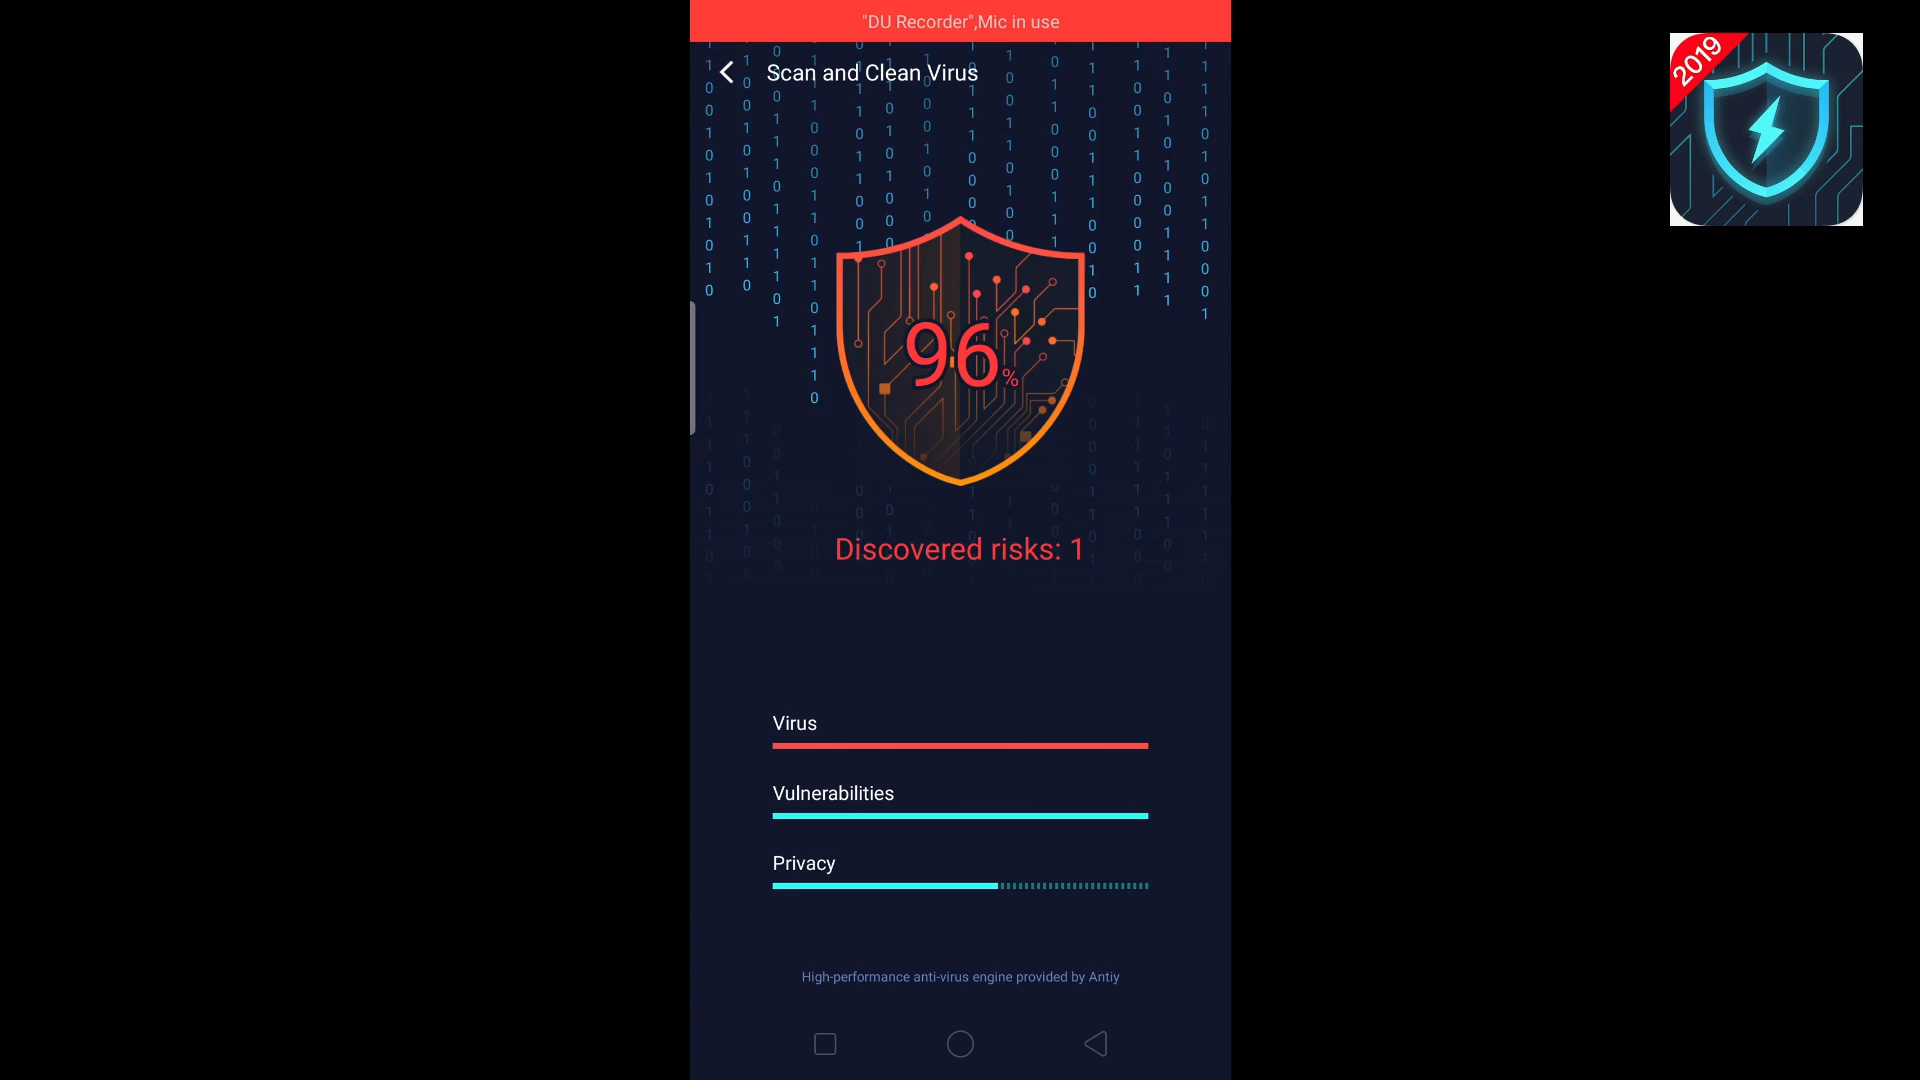 "DU Recorder",Mic in use
Scan and Clean Virus
2019
96%
Discovered risks: 1
Virus
Vulnerabilities
Privacy
High-performance anti-virus engine provided by Antiy